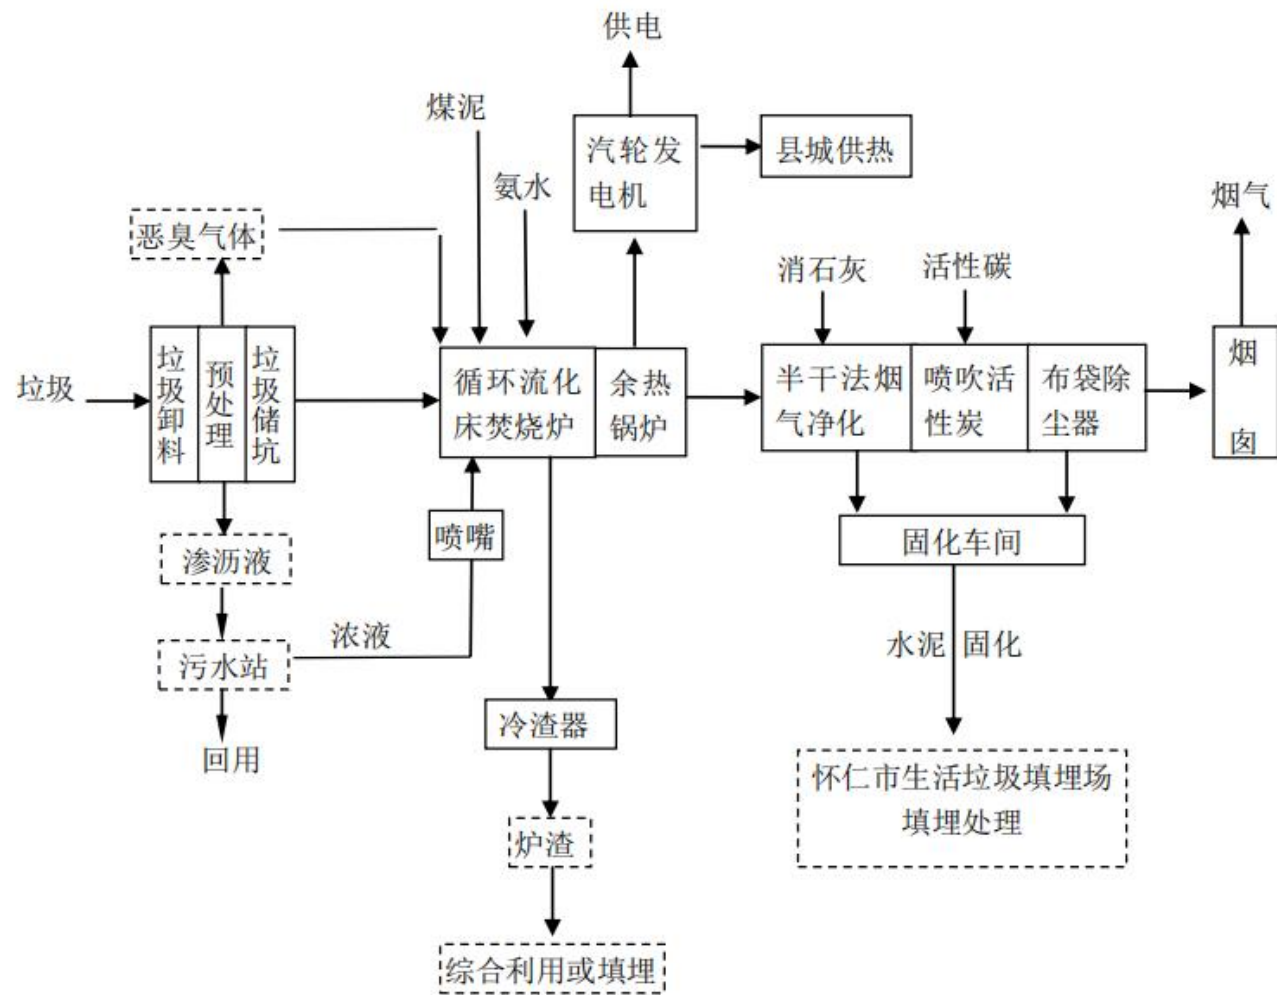 供电
煤泥
汽轮发
电机
县城供热
氨水
烟气
恶臭气体
消石灰
活性碳
垃圾
垃圾卸料
预处理
垃圾储坑
循环流化
床焚烧炉
余热
锅炉
半干法烟
气净化
喷吹活
性炭
布袋除
尘器
烟
囱
喷嘴
固化车间
渗沥液
浓液
水泥
固化
污水站
冷渣器
回用
怀仁市生活垃圾填埋场
填埋处理
炉渣
综合利用或填埋